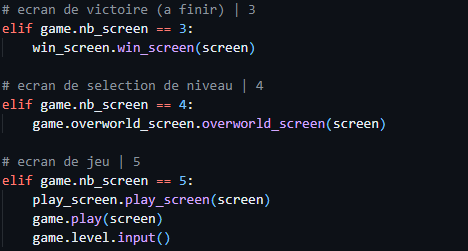 # ecran de victoire (a finir) | 3
elif game.nb_screen == 3:
    win_screen.win_screen(screen)

# ecran de selection de niveau | 4
elif game.nb_screen == 4:
    game.overworld_screen.overworld_screen(screen)

# ecran de jeu | 5
elif game.nb_screen == 5:
    play_screen.play_screen(screen)
    game.play(screen)
    game.level.input()